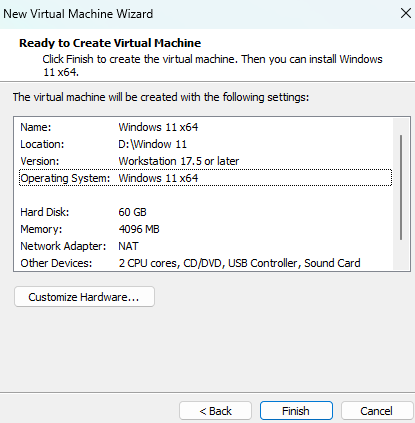 New Virtual Machine Wizard
Ready to Create Virtual Machine
Click Finish to create the virtual machine. Then you can install Windows
11 x64.
The virtual machine will be created with the following settings:
Name: Windows 11 x64
Location: D:\Window 11
Version: Workstation 17.5 or later
Operating System: Windows 11 x64
Hard Disk: 60 GB
Memory: 4096 MB
Network Adapter: NAT
Other Devices: 2 CPU cores, CD/DVD, USB Controller, Sound Card
Customize Hardware...
< Back Finish Cancel